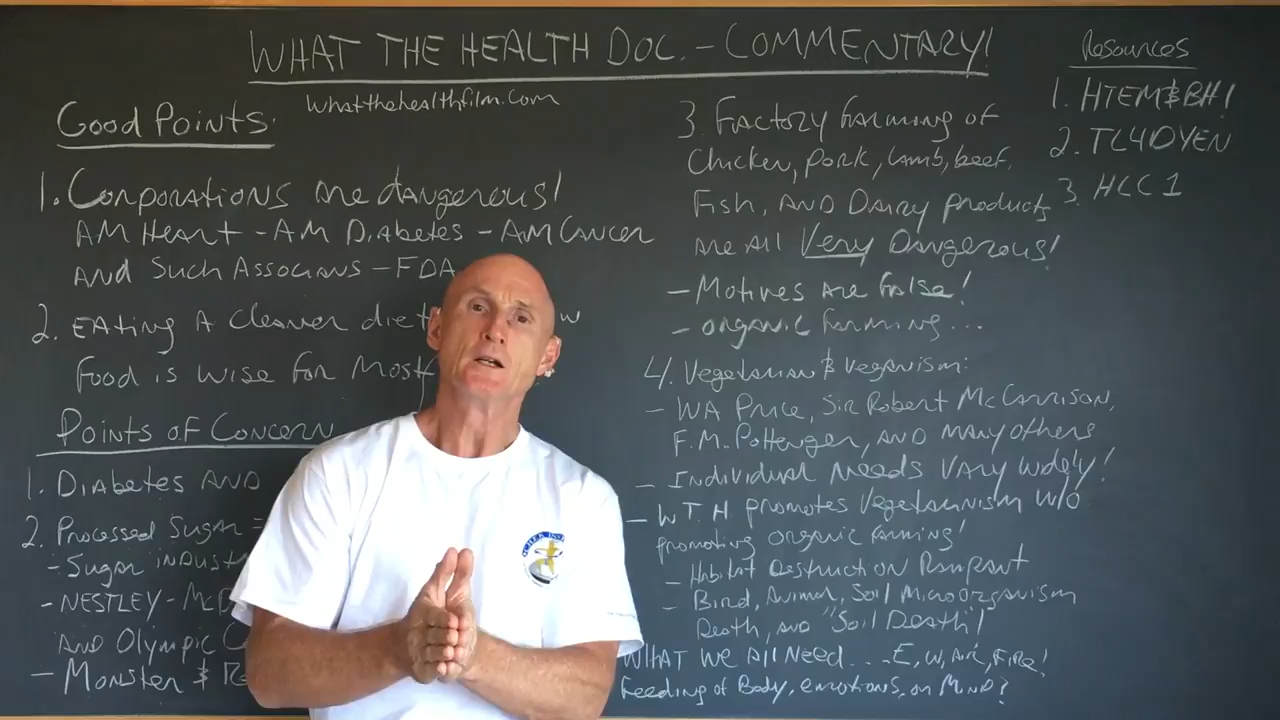 WHAT THE HEALTH DOC. - COMMENTARY!
whatthehealthfilm.com
Good Points:
1. Corporations are dangerous!
AM Heart - AM Diabetes - AM Cancer
And Such Associans - FDA
2. Eating A cleaner diet
Food is wise for Most
Points of Concern
1. Diabetes AND
2. Processed Sugar =
- Sugar indust
- NESTLEY - McD
AND Olympic C
- Monster &
3. Factory farming of
Chicken, pork, lamb, beef,
Fish, AND Dairy products
are All Very Dangerous!
- Motives are false!
- organic farming...
4. Vegetarian & Veganism:
- WA Price, Sir Robert McCarrison,
F.M. Pottenger, AND MANY others
- Individual Needs Vary widely!
- W.T.H. promotes Vegetarianism W/O
promoting organic farming!
- Habitat Destruction Rampant
- Bird, Animal, Soil Microorganism
Death, and "Soil Death"!
WHAT WE All Need.... E, W, Air, Fire!
Feeding of Body, emotions, or Mind?
Resources
1. HTEM&BH!
2. TL4DYEN
3. HCC 1